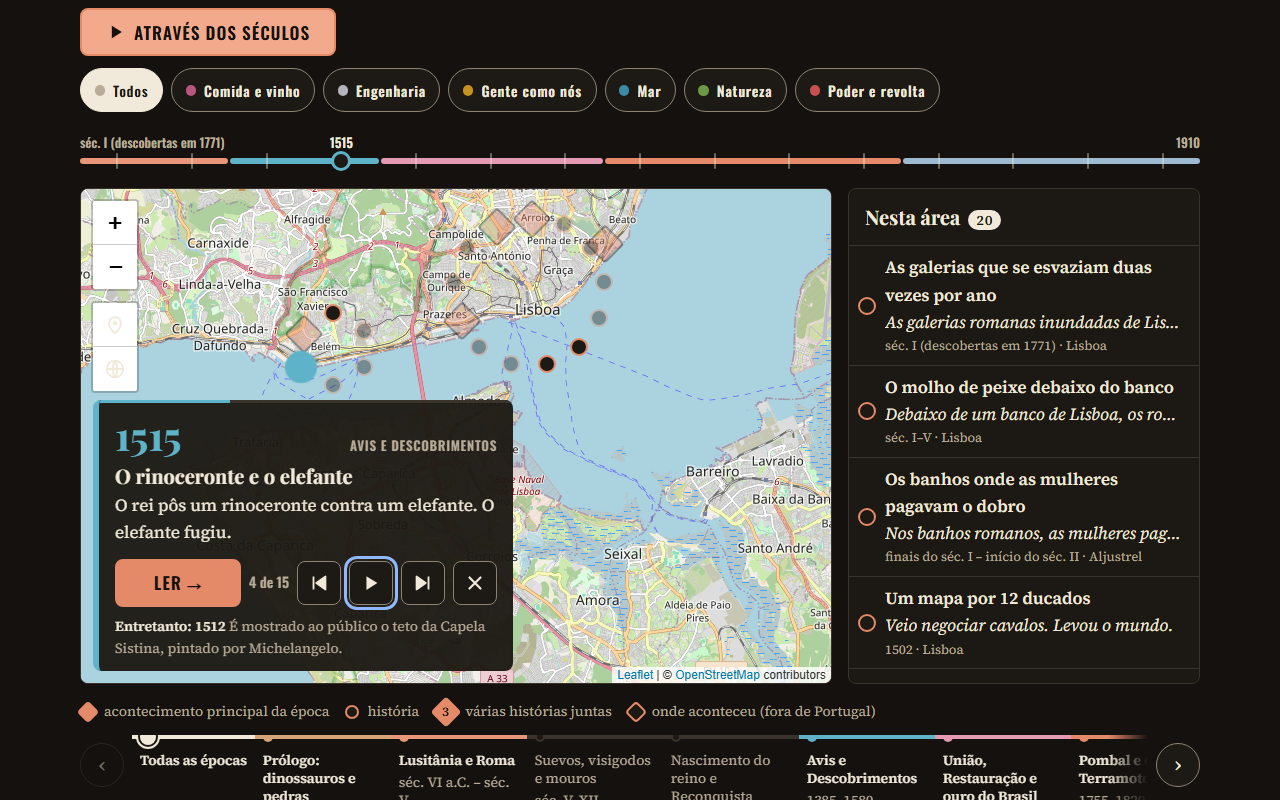 ATRAVÉS DOS SÉCULOS
Todos
Comida e vinho
Engenharia
Gente como nós
Mar
Natureza
Poder e revolta
séc. I (descobertas em 1771)
1515
1910
+
−
Alfragide
Carnaxide
Campolide
Arroios
Beato
Penha de França
Santo António
Linda-a-Velha
Campo de
Ourique
Graça
São Francisco
Xavier
Prazeres
Lisboa
Cruz Quebrada-
Dafundo
Belém
Barreiro
Lavradio
Baixa da Ban
Seixal
Santo André
Amora
Aldeia de Paio
Pires
A 33
Leaflet | © OpenStreetMap contributors
1515
AVIS E DESCOBRIMENTOS
O rinoceronte e o elefante
O rei pôs um rinoceronte contra um elefante. O
elefante fugiu.
LER →
4 de 15
Entretanto: 1512 É mostrado ao público o teto da Capela
Sistina, pintado por Michelangelo.
Nesta área 20
As galerias que se esvaziam duas
vezes por ano
As galerias romanas inundadas de Lis...
séc. I (descobertas em 1771) · Lisboa
O molho de peixe debaixo do banco
Debaixo de um banco de Lisboa, os ro...
séc. I–V · Lisboa
Os banhos onde as mulheres
pagavam o dobro
Nos banhos romanos, as mulheres pag...
finais do séc. I – início do séc. II · Aljustrel
Um mapa por 12 ducados
Veio negociar cavalos. Levou o mundo.
1502 · Lisboa
acontecimento principal da época
história
3
várias histórias juntas
onde aconteceu (fora de Portugal)
‹
Todas as épocas
Prólogo:
dinossauros e
pedras
Lusitânia e Roma
séc. VI a.C. – séc.
V
Suevos, visigodos
e mouros
séc. V-XII
Nascimento do
reino e
Reconquista
Avis e
Descobrimentos
1385-1580
União,
Restauração e
ouro do Brasil
Pombal e
Terramot
›